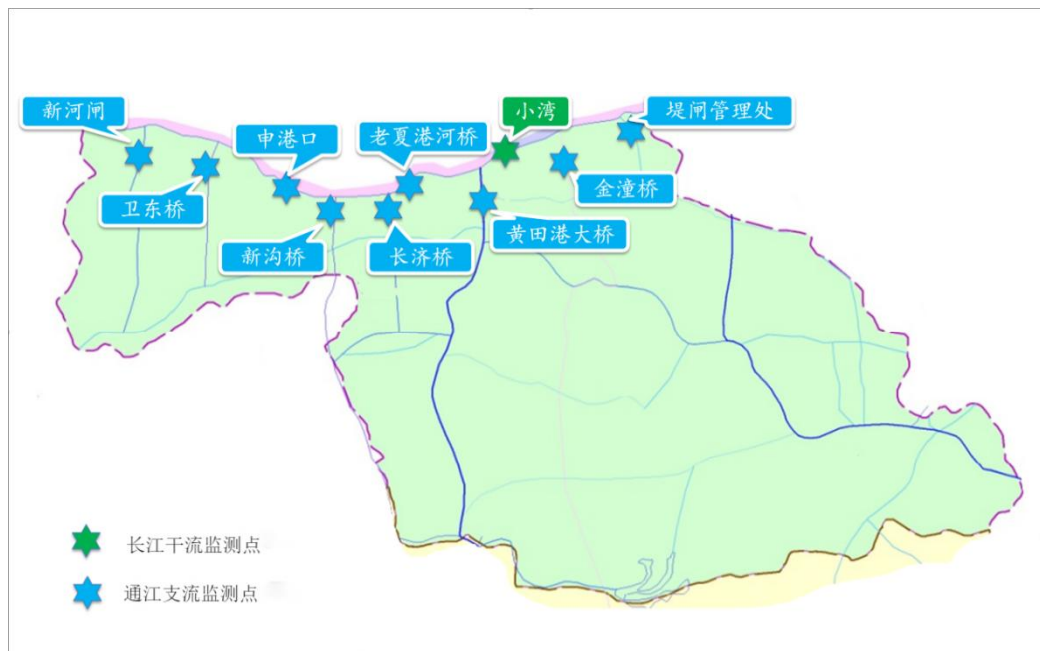 新河闸
申港口
老夏港河桥
小湾
堤闸管理处
卫东桥
新沟桥
长济桥
黄田港大桥
金潼桥
长江干流监测点
通江支流监测点